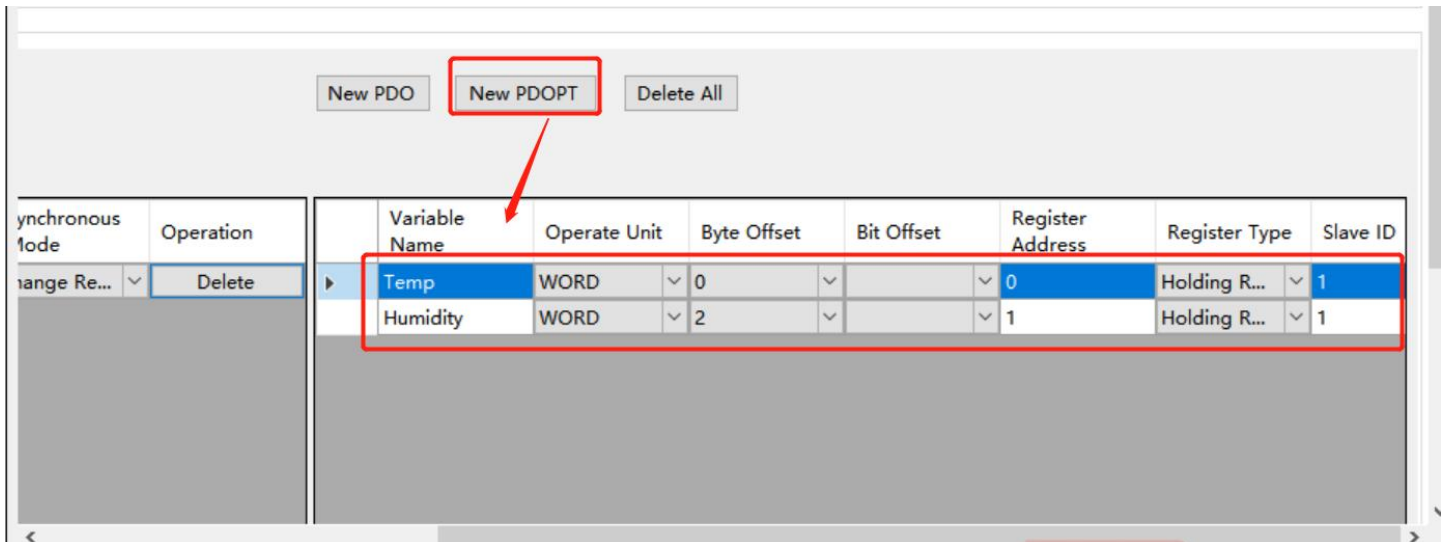 New PDO New PDOPT Delete All
ynchronous Variable Register
Mode Operation Name Operate Unit Byte Offset Bit Offset Address Register Type Slave ID
hange Re... Delete Temp WORD 0 0 Holding R... 1
Humidity WORD 2 1 Holding R... 1